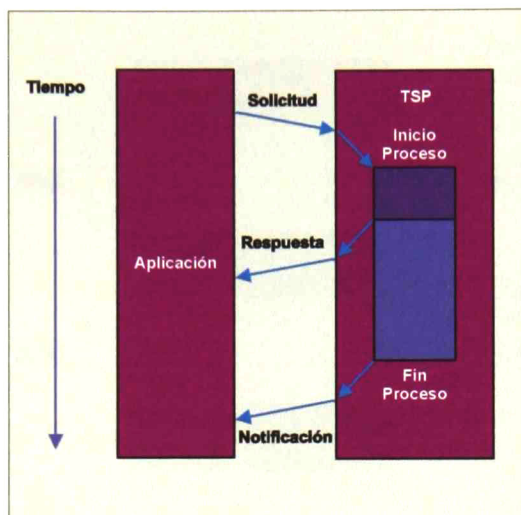 Tiempo
Solicitud
TSP
Inicio
Proceso
Respuesta
Aplicación
Fin
Proceso
Notificación